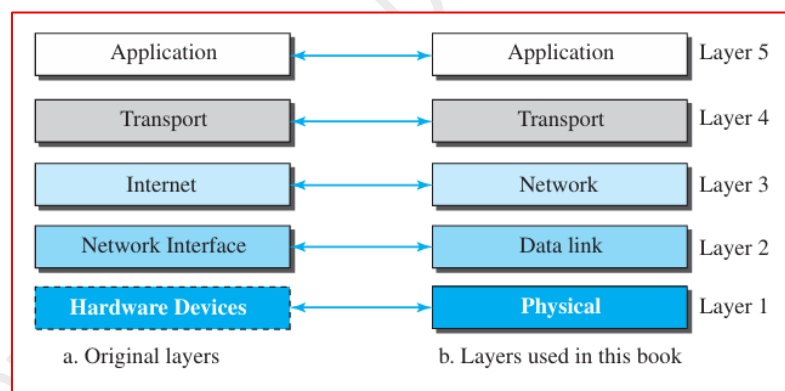 Application Application Layer 5
Transport Transport Layer 4
Internet Network Layer 3
Network Interface Data link Layer 2
Hardware Devices Physical Layer 1
a. Original layers b. Layers used in this book